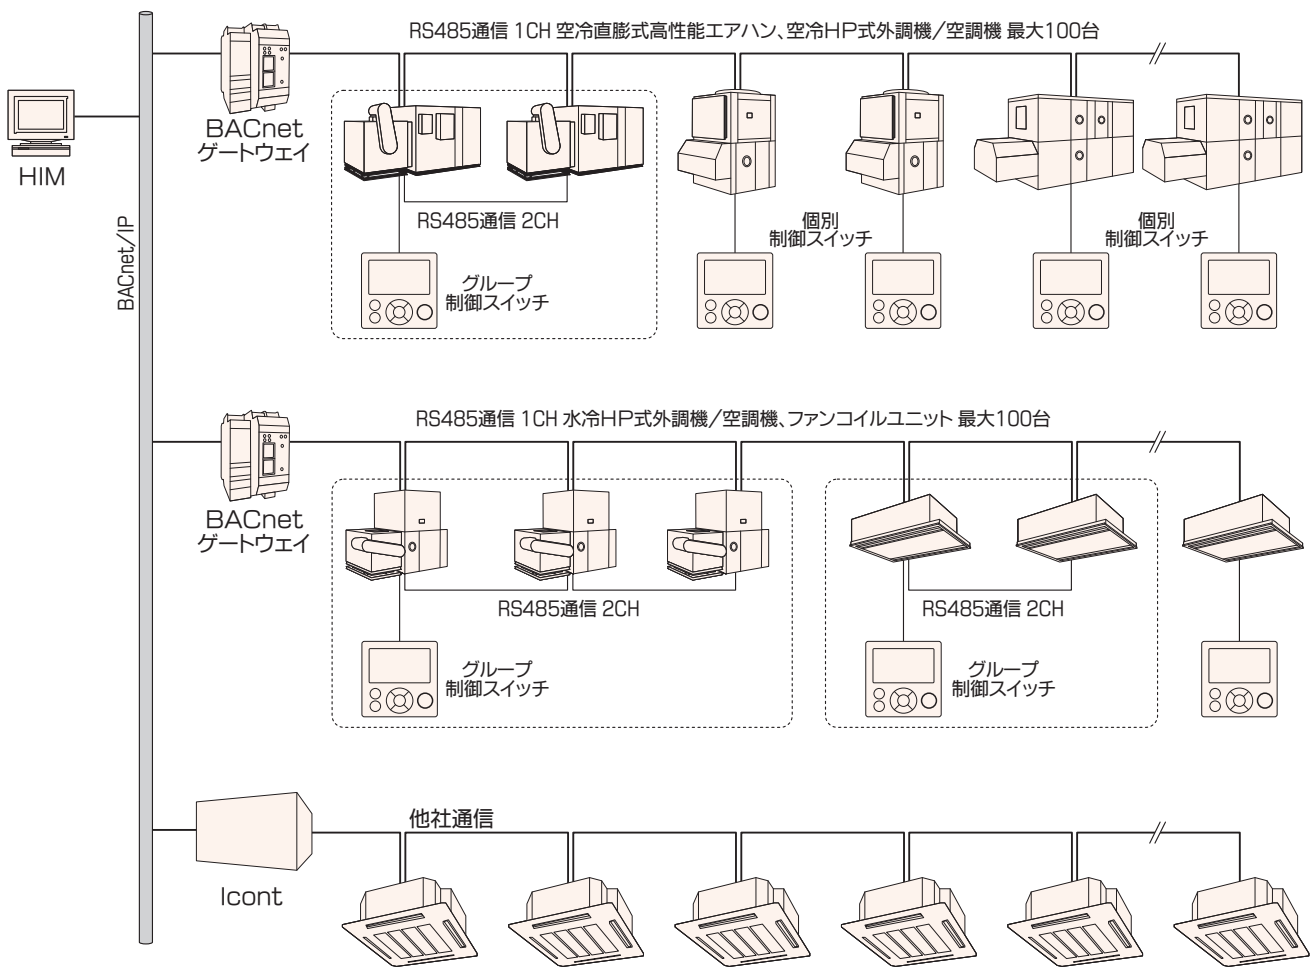 RS485通信 1CH 空冷直膨式高性能エアハン、空冷HP式外調機/空調機 最大100台
BACnet
ゲートウェイ
HIM
BACnet/IP
RS485通信 2CH
グループ
制御スイッチ
個別
制御スイッチ
個別
制御スイッチ
RS485通信 1CH 水冷HP式外調機/空調機、ファンコイルユニット 最大100台
BACnet
ゲートウェイ
RS485通信 2CH
グループ
制御スイッチ
RS485通信 2CH
グループ
制御スイッチ
他社通信
Icont